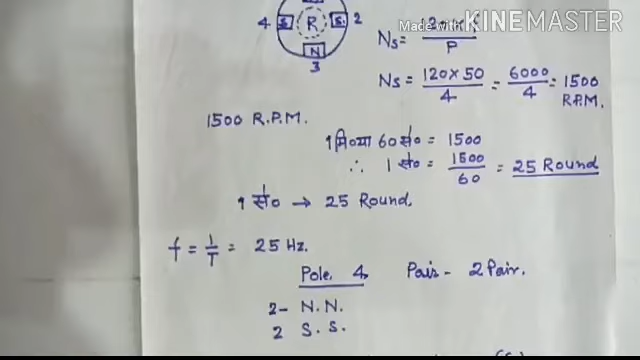 Made with KINEMASTER
4 S R S 2
N
3
Ns = P
Ns = 120 × 50 / 4 = 6000 / 4 = 1500 R.P.M.
1500 R.P.M.
1 मि० या 60 सें० = 1500
∴ 1 सें० = 1500 / 60 = 25 Round
1 सें० → 25 Round.
f = 1/T = 25 Hz.
Pole 4 Pair - 2 Pair.
2- N.N.
2 S.S.